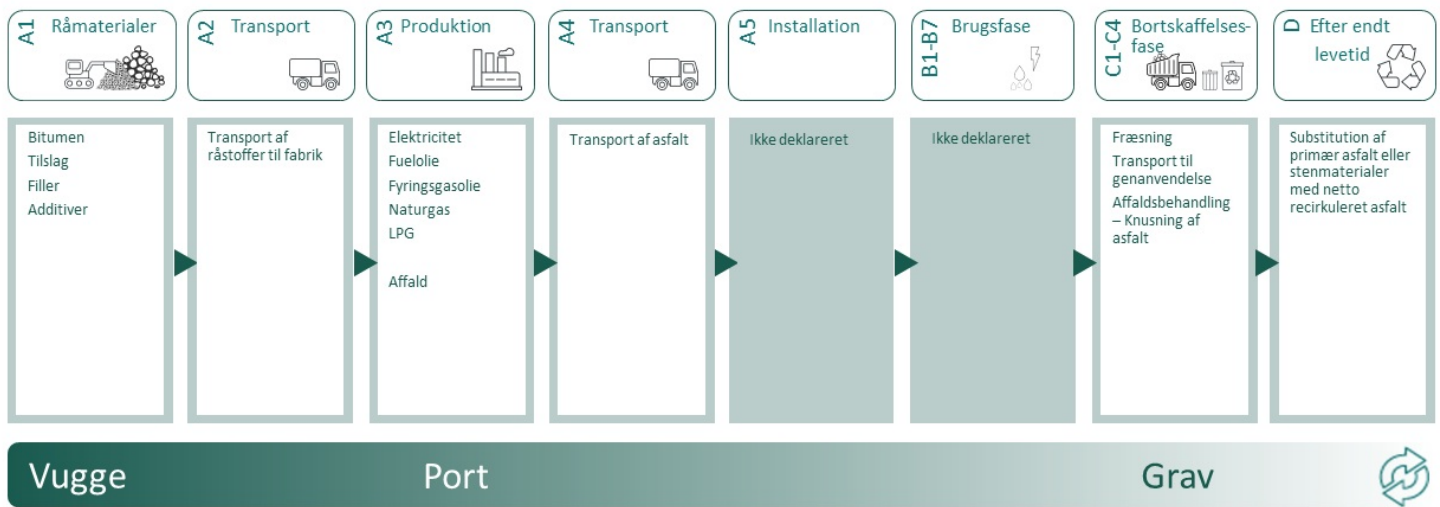 A1 Råmaterialer
A2 Transport
A3 Produktion
A4 Transport
A5 Installation
B1-B7 Brugsfase
C1-C4 Bortskaffelses-
fase
D Efter endt
levetid
Bitumen
Tilslag
Filler
Additiver
Transport af
råstoffer til fabrik
Elektricitet
Fuelolie
Fyringsgasolie
Naturgas
LPG
Affald
Transport af asfalt
Ikke deklareret
Ikke deklareret
Fræsning
Transport til
genanvendelse
Affaldsbehandling
– Knusning af
asfalt
Substitution af
primær asfalt eller
stenmaterialer
med netto
recirkuleret asfalt
Vugge
Port
Grav